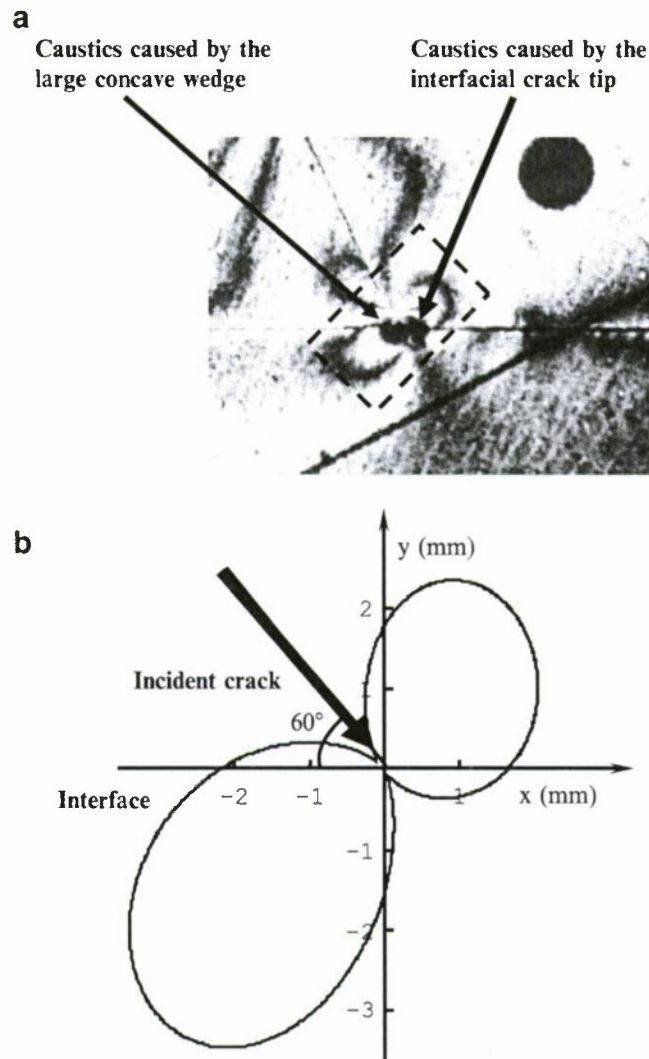 a
Caustics caused by the
large concave wedge
Caustics caused by the
interfacial crack tip
b
y (mm)
2
Incident crack
1
60°
Interface
-2
-1
1
x (mm)
-1
-2
-3